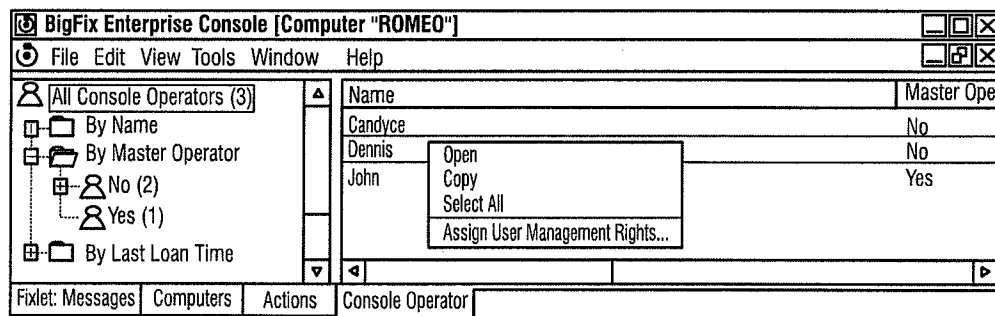 BigFix Enterprise Console [Computer "ROMEO"]
File Edit View Tools Window Help
All Console Operators (3)
By Name
By Master Operator
No (2)
Yes (1)
By Last Loan Time
Name Master Ope
Candyce No
Dennis No
John Yes
Open
Copy
Select All
Assign User Management Rights...
Fixlet: Messages Computers Actions Console Operator